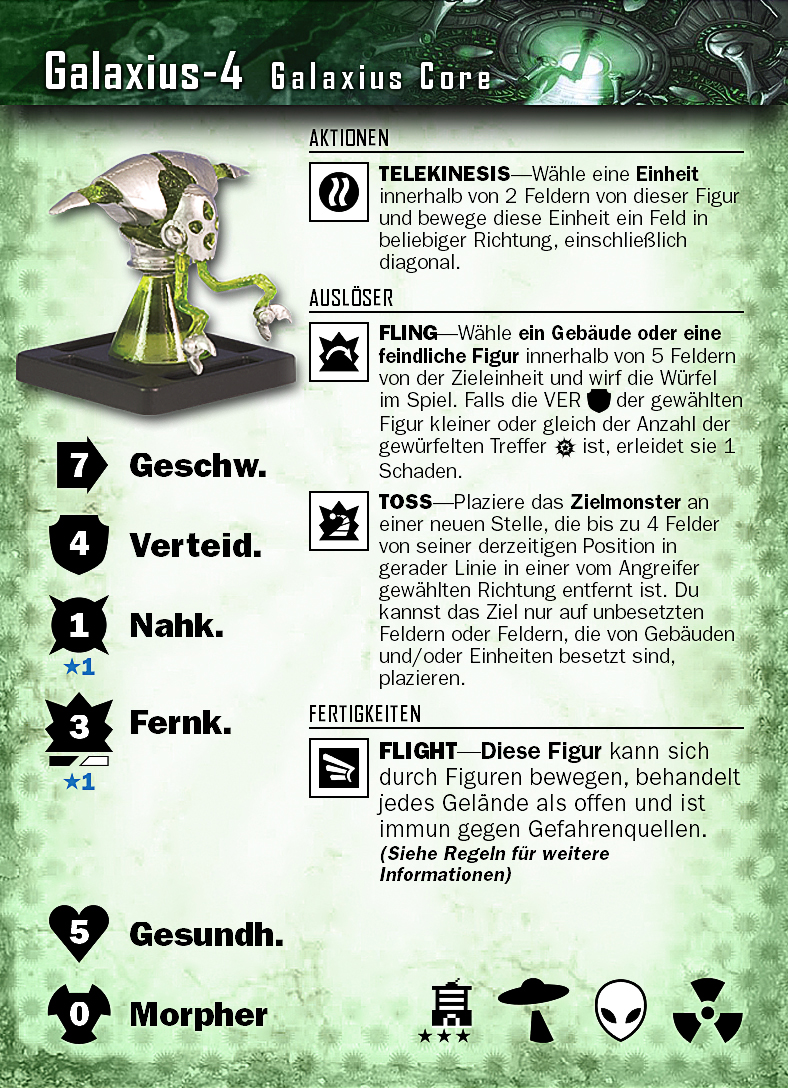 Galaxius-4 Galaxius Core
AKTIONEN
TELEKINESIS—Wähle eine Einheit
innerhalb von 2 Feldern von dieser Figur
und bewege diese Einheit ein Feld in
beliebiger Richtung, einschließlich
diagonal.
AUSLÖSER
FLING—Wähle ein Gebäude oder eine
feindliche Figur innerhalb von 5 Feldern
von der Zieleinheit und wirf die Würfel
im Spiel. Falls die VER der gewählten
Figur kleiner oder gleich der Anzahl der
gewürfelten Treffer ist, erleidet sie 1
Schaden.
TOSS—Plaziere das Zielmonster an
einer neuen Stelle, die bis zu 4 Felder
von seiner derzeitigen Position in
gerader Linie in einer vom Angreifer
gewählten Richtung entfernt ist. Du
kannst das Ziel nur auf unbesetzten
Feldern oder Feldern, die von Gebäuden
und/oder Einheiten besetzt sind,
plazieren.
FERTIGKEITEN
FLIGHT—Diese Figur kann sich
durch Figuren bewegen, behandelt
jedes Gelände als offen und ist
immun gegen Gefahrenquellen.
(Siehe Regeln für weitere
Informationen)
7 Geschw.
4 Verteid.
1 Nahk.
★1
3 Fernk.
★1
5 Gesundh.
0 Morpher
★★★